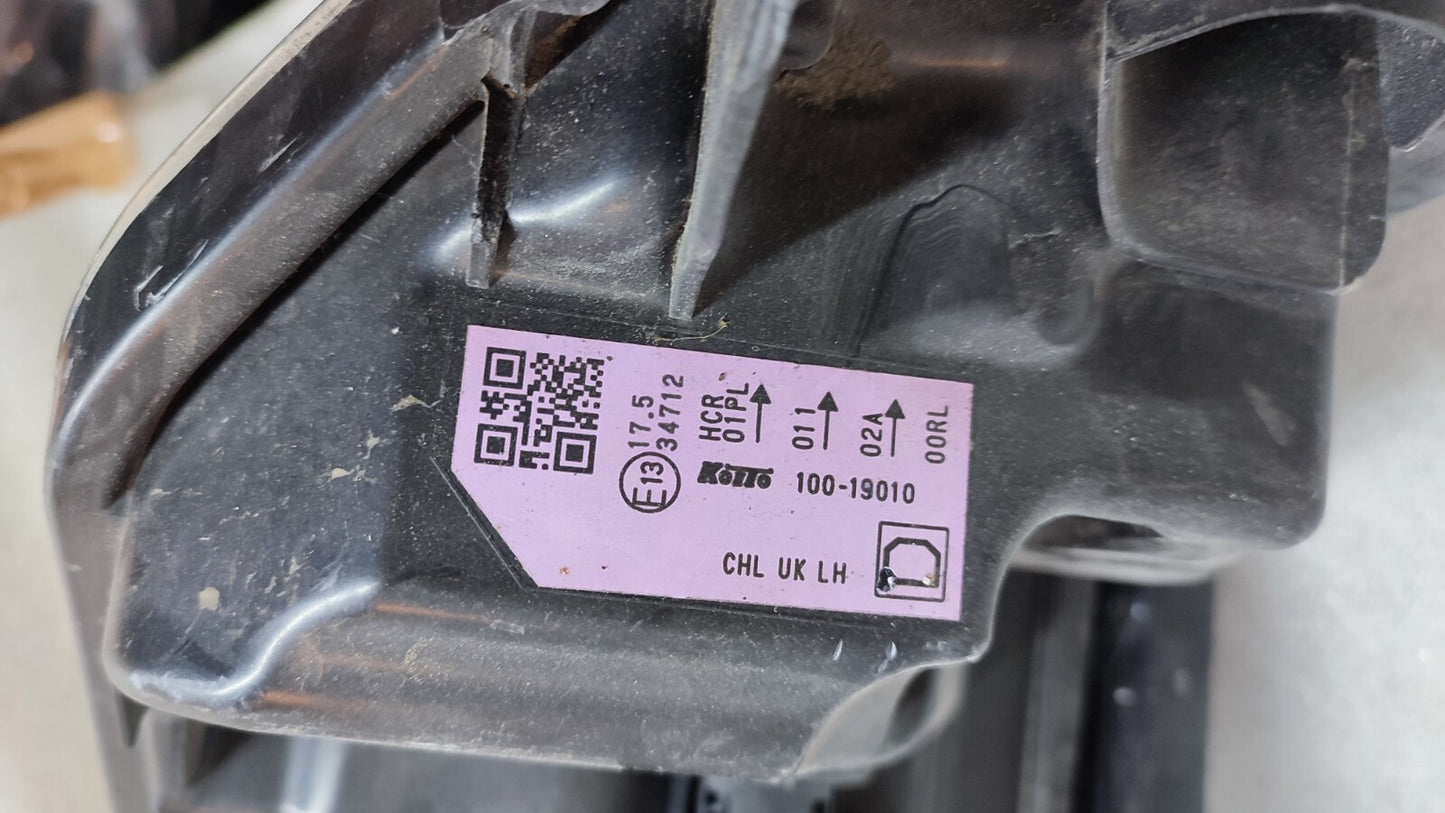 17.5
34712
E13
HCR
01PL
011
02A
00RL
KOITO 100-19010
CHL UK LH